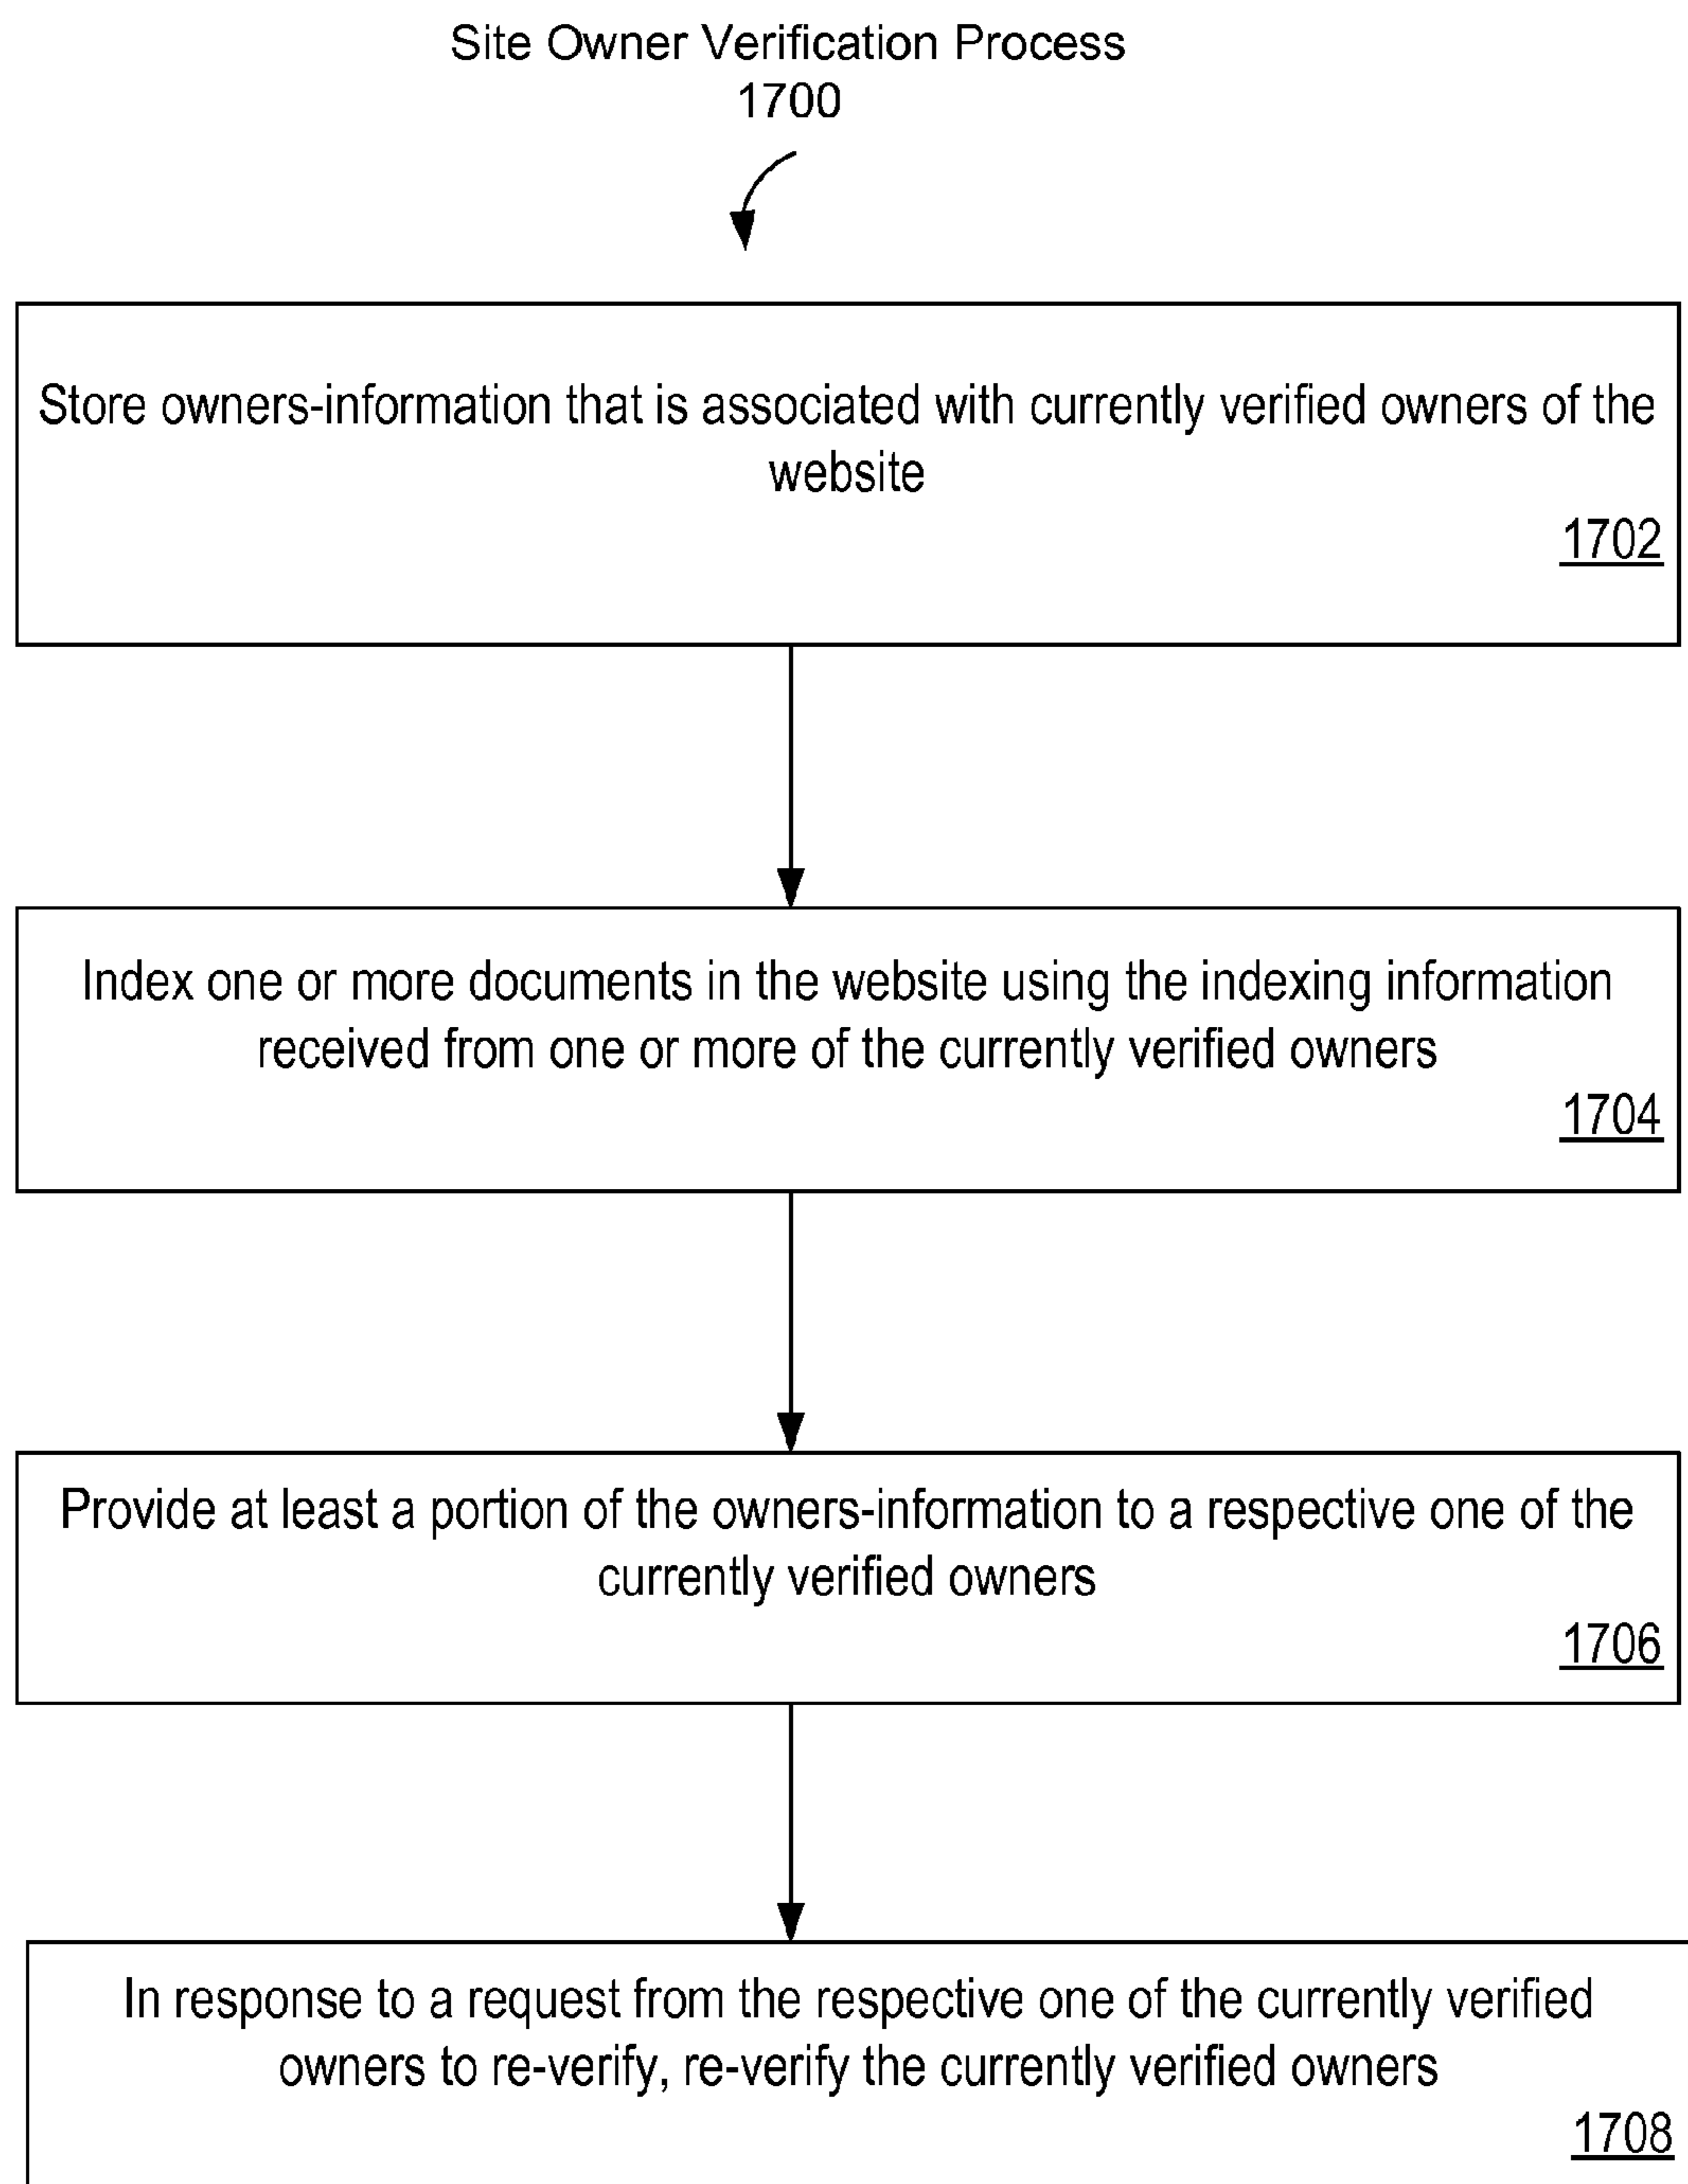 Site Owner Verification Process
1700
Store owners-information that is associated with currently verified owners of the
website
1702
Index one or more documents in the website using the indexing information
received from one or more of the currently verified owners
1704
Provide at least a portion of the owners-information to a respective one of the
currently verified owners
1706
In response to a request from the respective one of the currently verified
owners to re-verify, re-verify the currently verified owners
1708